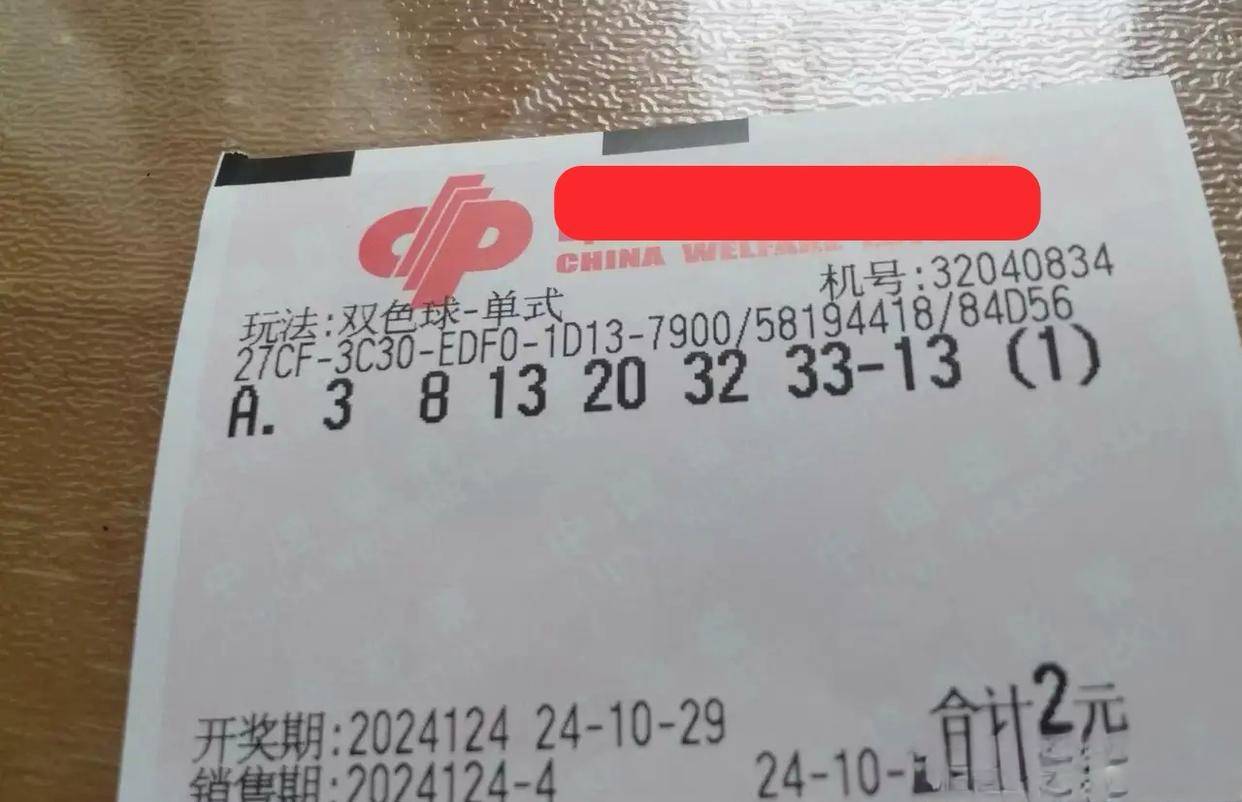 CHINA WELFARE
机号:32040834
玩法:双色球-单式
27CF-3C30-EDF0-1D13-7900/58194418/84D56
A. 3 8 13 20 32 33-13 (1)
合计2元
开奖期:2024124 24-10-29
销售期:2024124-4 24-10-